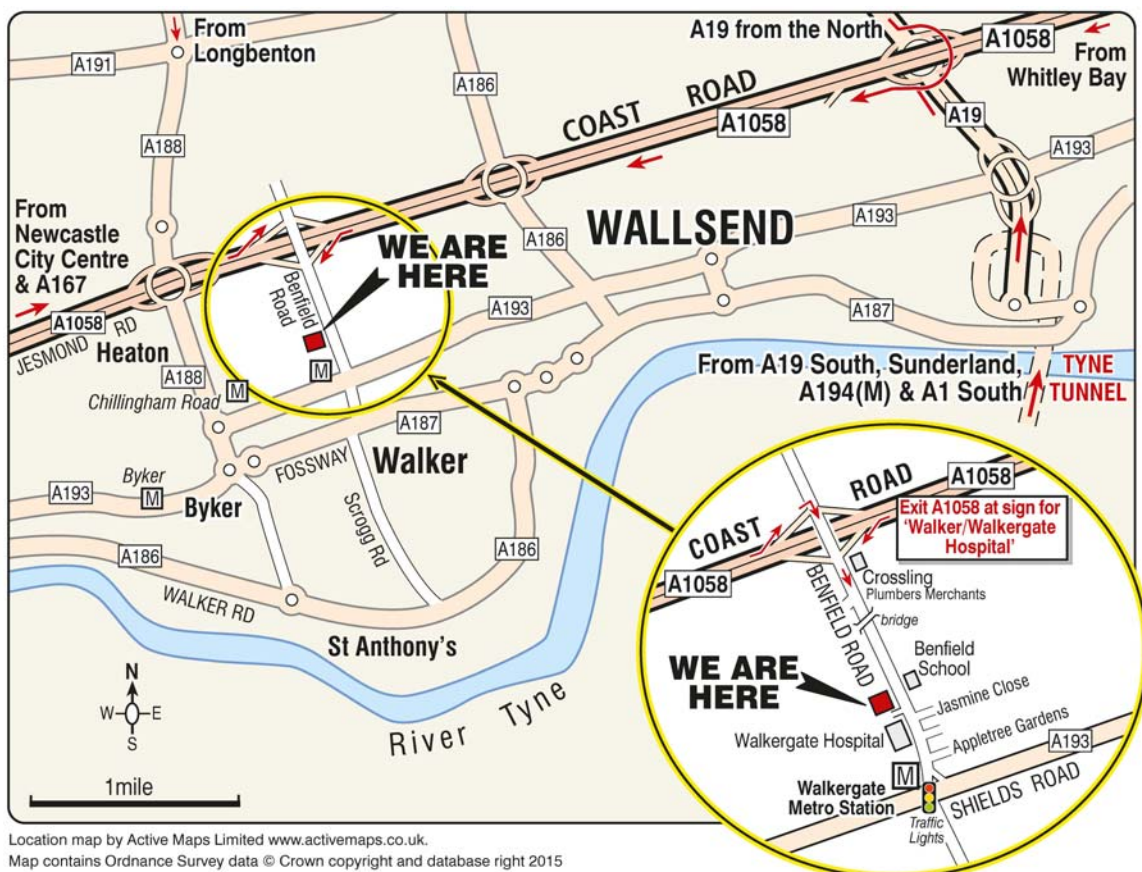 From
Longbenton
A19 from the North
A1058
From
Whitley Bay
A191
A186
COAST ROAD
A1058
A19
A193
A188
From
Newcastle
City Centre
& A167
WE ARE
HERE
WALLSEND
A193
A186
Benfield
Road
A193
A187
A1058
JESMOND RD
Heaton
A188
M
M
Chillingham Road
From A19 South, Sunderland,
A194(M) & A1 South
TYNE
TUNNEL
A187
FOSSWAY
Walker
Byker
M
A193
Byker
Scrogg Rd
A186
A186
WALKER RD
St Anthony's
River Tyne
N
W
E
S
1mile
COAST ROAD
A1058
A1058
Exit A1058 at sign for
'Walker/Walkergate
Hospital'
Crossling
Plumbers Merchants
BENFIELD ROAD
bridge
Benfield
School
WE ARE
HERE
Jasmine Close
Walkergate Hospital
Appletree Gardens
A193
M
Walkergate
Metro Station
SHIELDS ROAD
Traffic
Lights
Location map by Active Maps Limited www.activemaps.co.uk.
Map contains Ordnance Survey data © Crown copyright and database right 2015